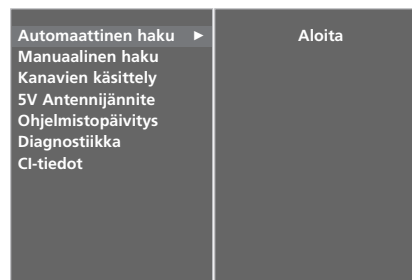 Automaattinen haku ► Aloita
Manuaalinen haku
Kanavien käsittely
5V Antennijännite
Ohjelmistopäivitys
Diagnostiikka
CI-tiedot